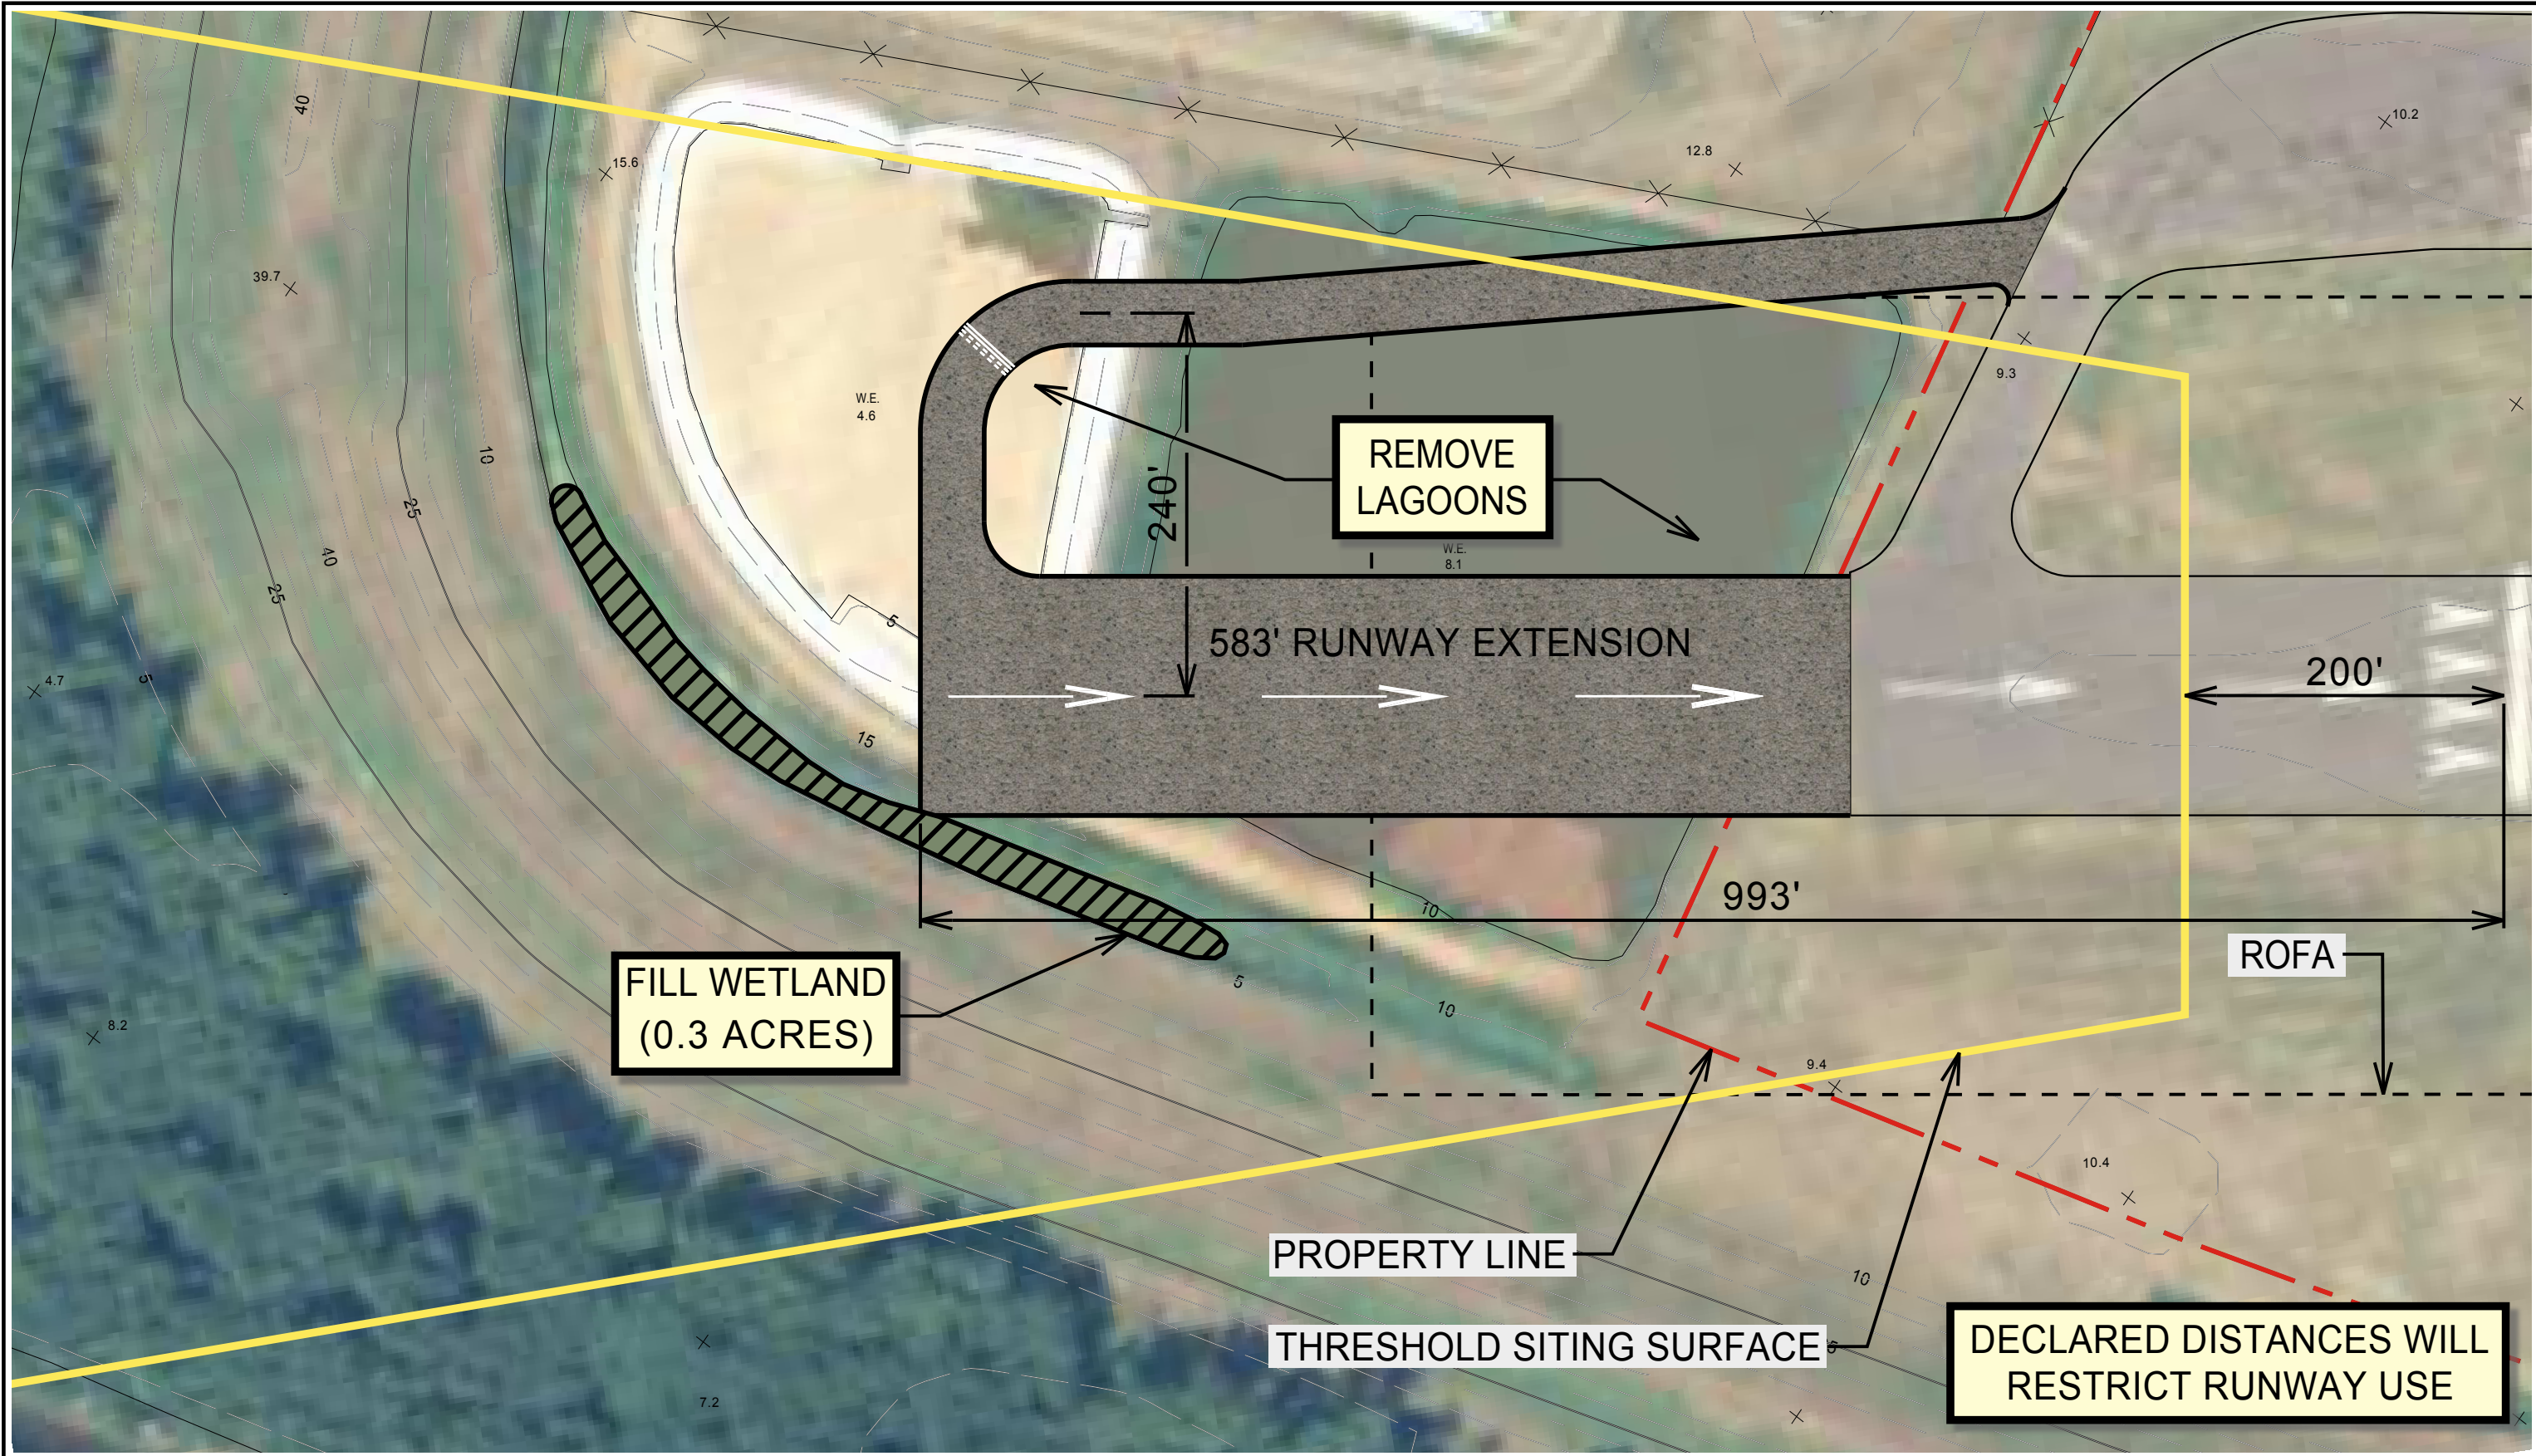 40
10.2
12.8
15.6
39.7
9.3
W.E.
4.6
REMOVE
LAGOONS
10
25
240'
W.E.
8.1
40
25
5
583' RUNWAY EXTENSION
200'
4.7
5
15
993'
10
ROFA
FILL WETLAND
(0.3 ACRES)
5
10
8.2
9.4
10.4
PROPERTY LINE
10
THRESHOLD SITING SURFACE
DECLARED DISTANCES WILL
RESTRICT RUNWAY USE
7.2